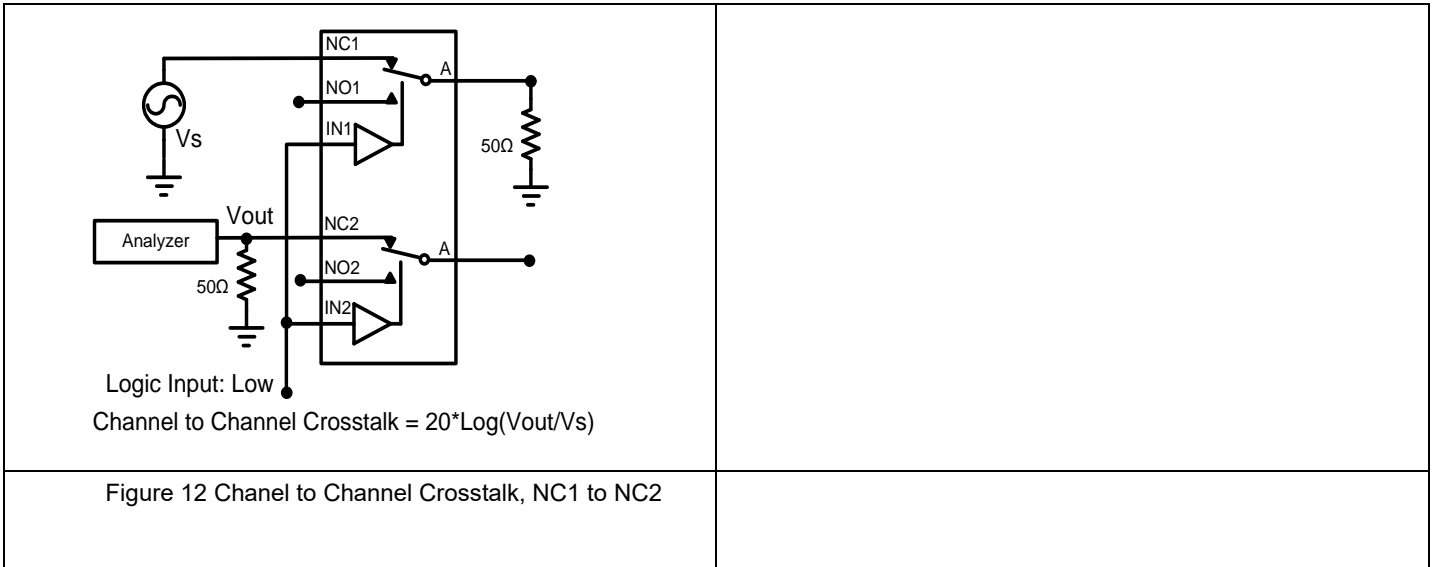 NC1
A
NO1
Vs
IN1
50Ω
Vout
NC2
Analyzer
A
NO2
50Ω
IN2
Logic Input: Low
Channel to Channel Crosstalk = 20*Log(Vout/Vs)
Figure 12 Chanel to Channel Crosstalk, NC1 to NC2